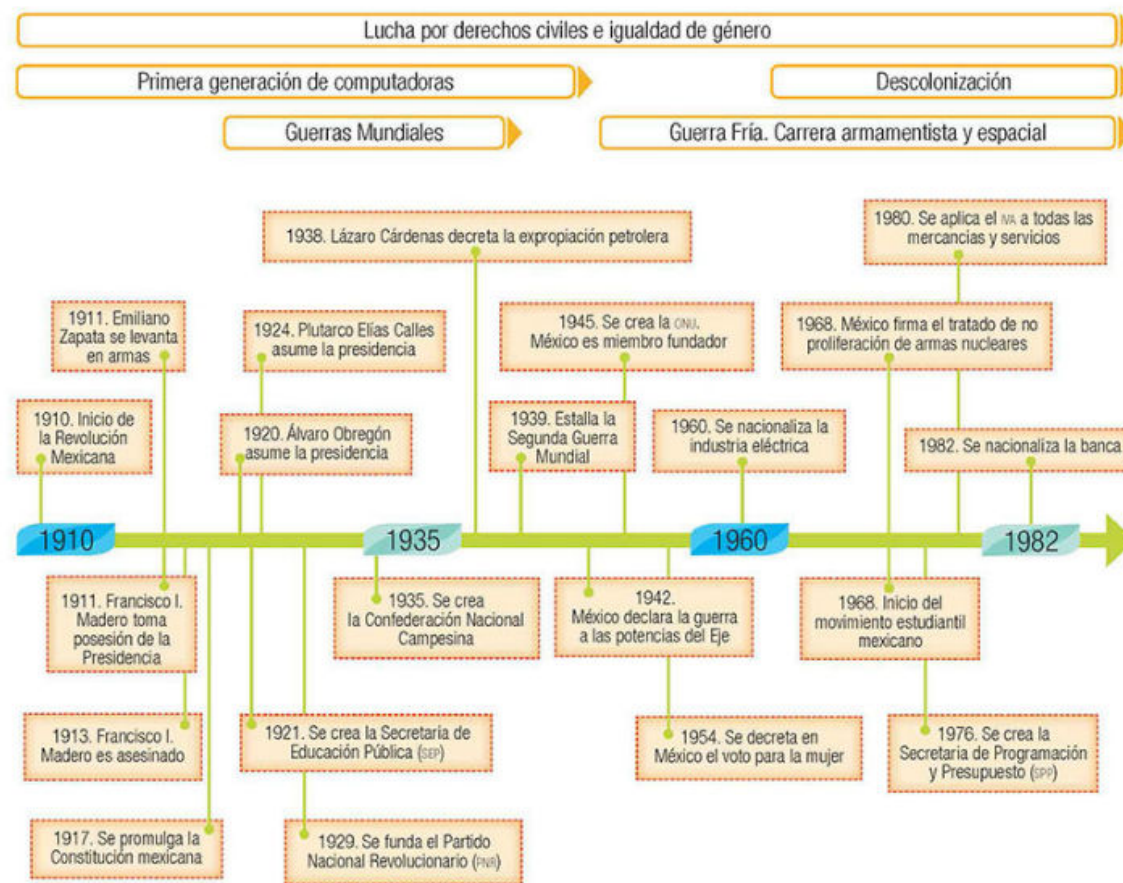 Lucha por derechos civiles e igualdad de género
Primera generación de computadoras
Descolonización
Guerras Mundiales
Guerra Fría. Carrera armamentista y espacial
1938. Lázaro Cárdenas decreta la expropiación petrolera
1980. Se aplica el IVA a todas las
mercancías y servicios
1911. Emiliano
Zapata se levanta
en armas
1924. Plutarco Elías Calles
asume la presidencia
1945. Se crea la ONU.
México es miembro fundador
1968. México firma el tratado de no
proliferación de armas nucleares
1910. Inicio de
la Revolución
Mexicana
1920. Álvaro Obregón
asume la presidencia
1939. Estalla la
Segunda Guerra
Mundial
1960. Se nacionaliza la
industria eléctrica
1982. Se nacionaliza la banca
1910
1935
1960
1982
1911. Francisco I.
Madero toma
posesión de la
Presidencia
1935. Se crea
la Confederación Nacional
Campesina
1942.
México declara la guerra
a las potencias del Eje
1968. Inicio del
movimiento estudiantil
mexicano
1913. Francisco I.
Madero es asesinado
1921. Se crea la Secretaría de
Educación Pública (SEP)
1954. Se decreta en
México el voto para la mujer
1976. Se crea la
Secretaría de Programación
y Presupuesto (SPP)
1917. Se promulga la
Constitución mexicana
1929. Se funda el Partido
Nacional Revolucionario (PNR)